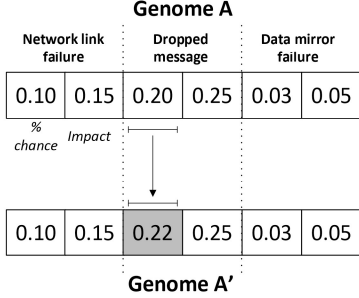 Genome A
Network link failure
Dropped message
Data mirror failure
0.10 0.15 0.20 0.25 0.03 0.05
% chance
Impact
0.10 0.15 0.22 0.25 0.03 0.05
Genome A’